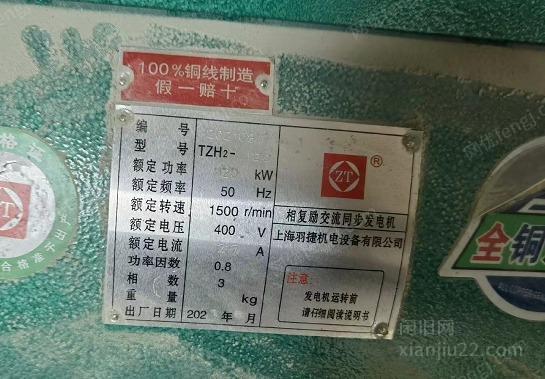 100%铜线制造
假一赔十
编 号
型 号 TZH₂-
额定功率 kW
额定频率 50 Hz
额定转速 1500 r/min
额定电压 400 V
额定电流 A
功率因数 0.8
相 数 3
重 量 kg
出厂日期 202 年 月
ZT ®
相复励交流同步发电机
上海羽捷机电设备有限公司
注意:
发电机运转前
请仔细阅读说明书
ZT
全铜
闲旧网
xianjiu22.com